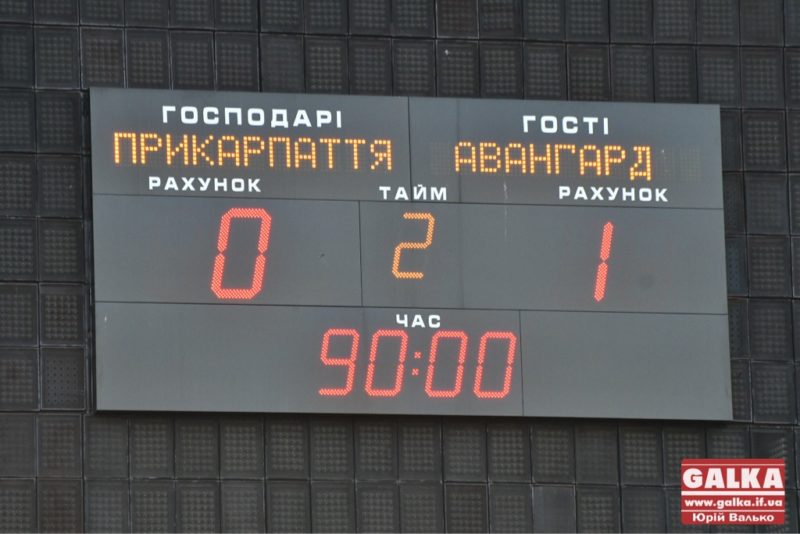 ГОСПОДАРІ ГОСТІ
ПРИКАРПАТТЯ АВАНГАРД
РАХУНОК ТАЙМ РАХУНОК
0 2 1
ЧАС
90:00
GALKA
www.galka.if.ua
Юрій Валько